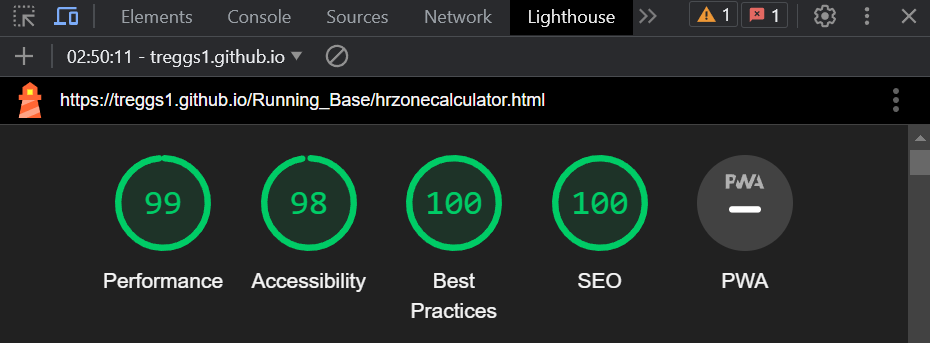 Elements Console Sources Network Lighthouse 1 1
02:50:11 - treggs1.github.io
https://treggs1.github.io/Running_Base/hrzonecalculator.html
99 98 100 100 PWA
Performance Accessibility Best Practices SEO PWA